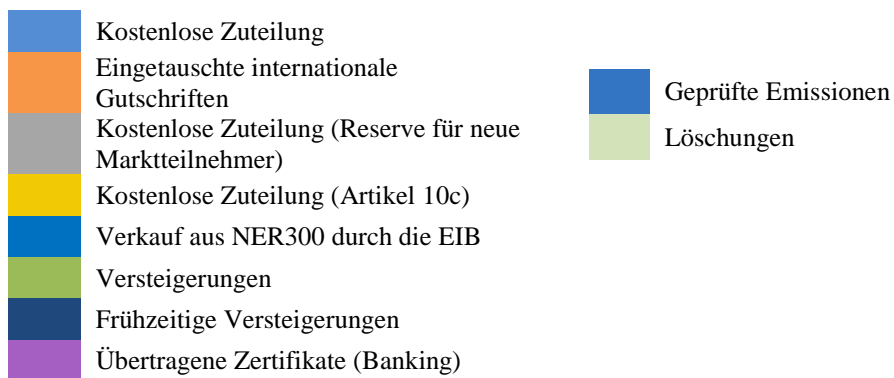 Kostenlose Zuteilung
Eingetauschte internationale
Gutschriften
Kostenlose Zuteilung (Reserve für neue
Marktteilnehmer)
Kostenlose Zuteilung (Artikel 10c)
Verkauf aus NER300 durch die EIB
Versteigerungen
Frühzeitige Versteigerungen
Übertragene Zertifikate (Banking)
Geprüfte Emissionen
Löschungen